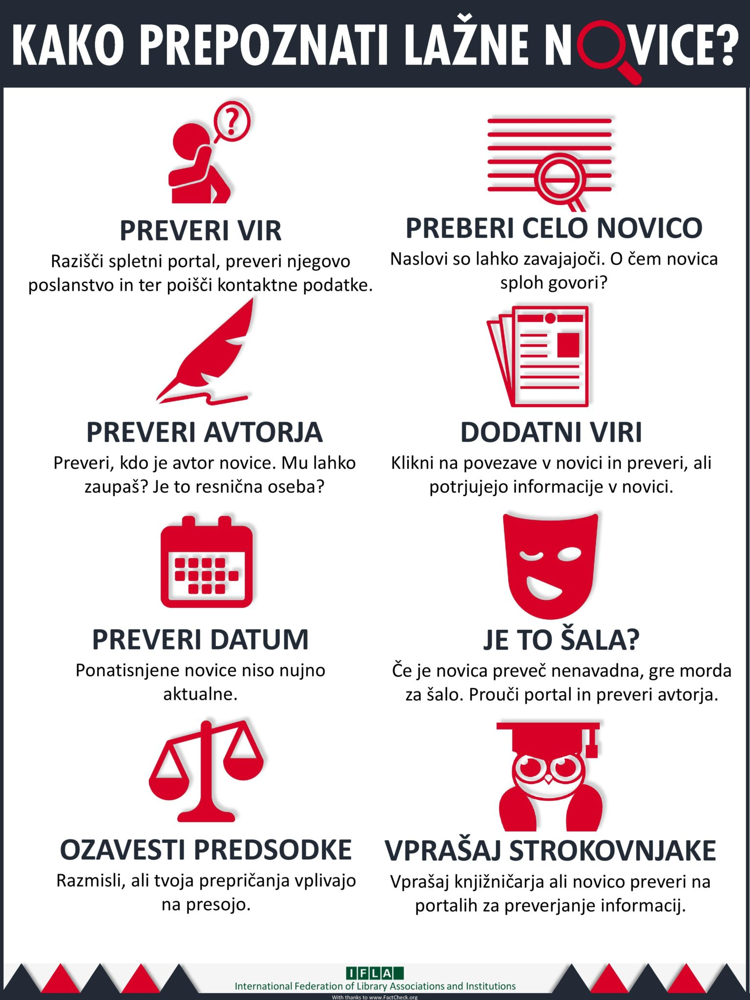 KAKO PREPOZNATI LAŽNE NOVICE?
PREVERI VIR
Razišči spletni portal, preveri njegovo
poslanstvo in ter poišči kontaktne podatke.
PREBERI CELO NOVICO
Naslovi so lahko zavajajoči. O čem novica
sploh govori?
PREVERI AVTORJA
Preveri, kdo je avtor novice. Mu lahko
zaupaš? Je to resnična oseba?
DODATNI VIRI
Klikni na povezave v novici in preveri, ali
potrjujejo informacije v novici.
PREVERI DATUM
Ponatisnjene novice niso nujno
aktualne.
JE TO ŠALA?
Če je novica preveč nenavadna, gre morda
za šalo. Prouči portal in preveri avtorja.
OZAVESTI PREDSODKE
Razmisli, ali tvoja prepričanja vplivajo
na presojo.
VPRAŠAJ STROKOVNJAKE
Vprašaj knjižničarja ali novico preveri na
portalih za preverjanje informacij.
IFLA
International Federation of Library Associations and Institutions
With thanks to www.FactCheck.org